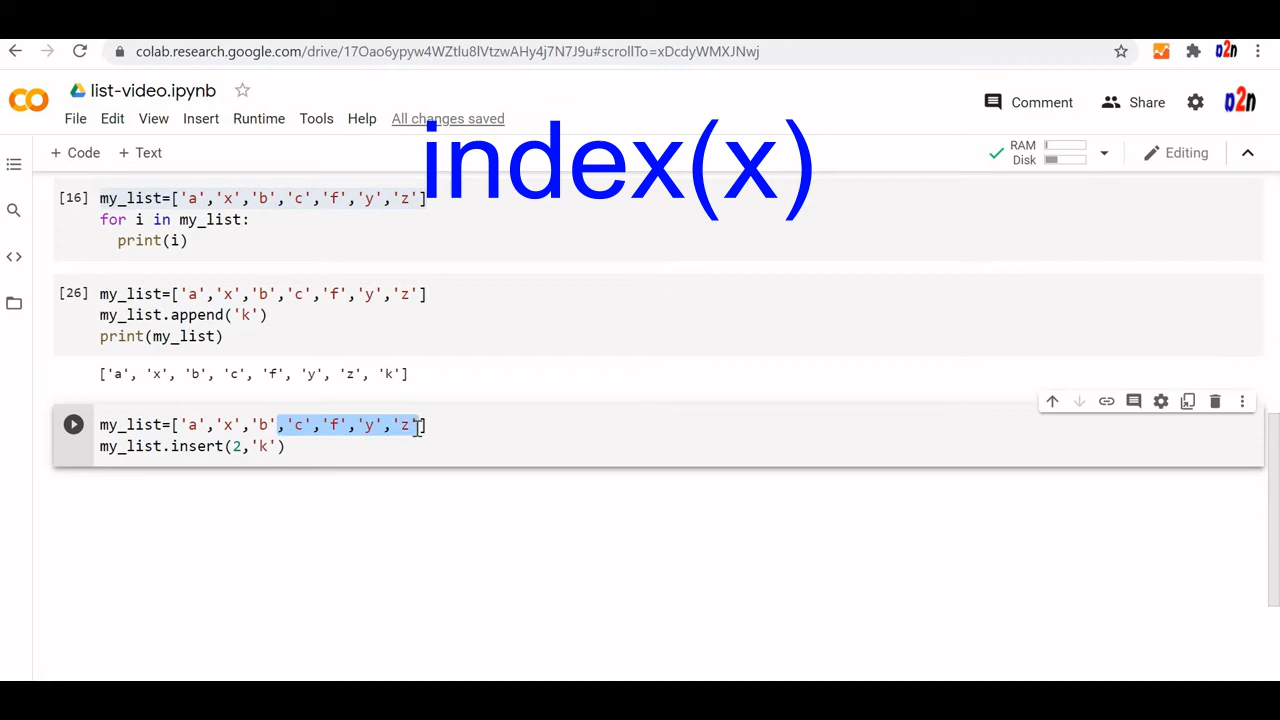 colab.research.google.com/drive/17Oao6ypyw4WZtlu8lVtzwAHy4j7N7J9u#scrollTo=xDcdyWMXJNwj
list-video.ipynb
Comment
Share
File Edit View Insert Runtime Tools Help All changes saved
index(x)
+ Code + Text
RAM
Disk
Editing
[16] my_list=['a','x','b','c','f','y','z']
for i in my_list:
print(i)
[26] my_list=['a','x','b','c','f','y','z']
my_list.append('k')
print(my_list)
['a', 'x', 'b', 'c', 'f', 'y', 'z', 'k']
my_list=['a','x','b','c','f','y','z']
my_list.insert(2,'k')